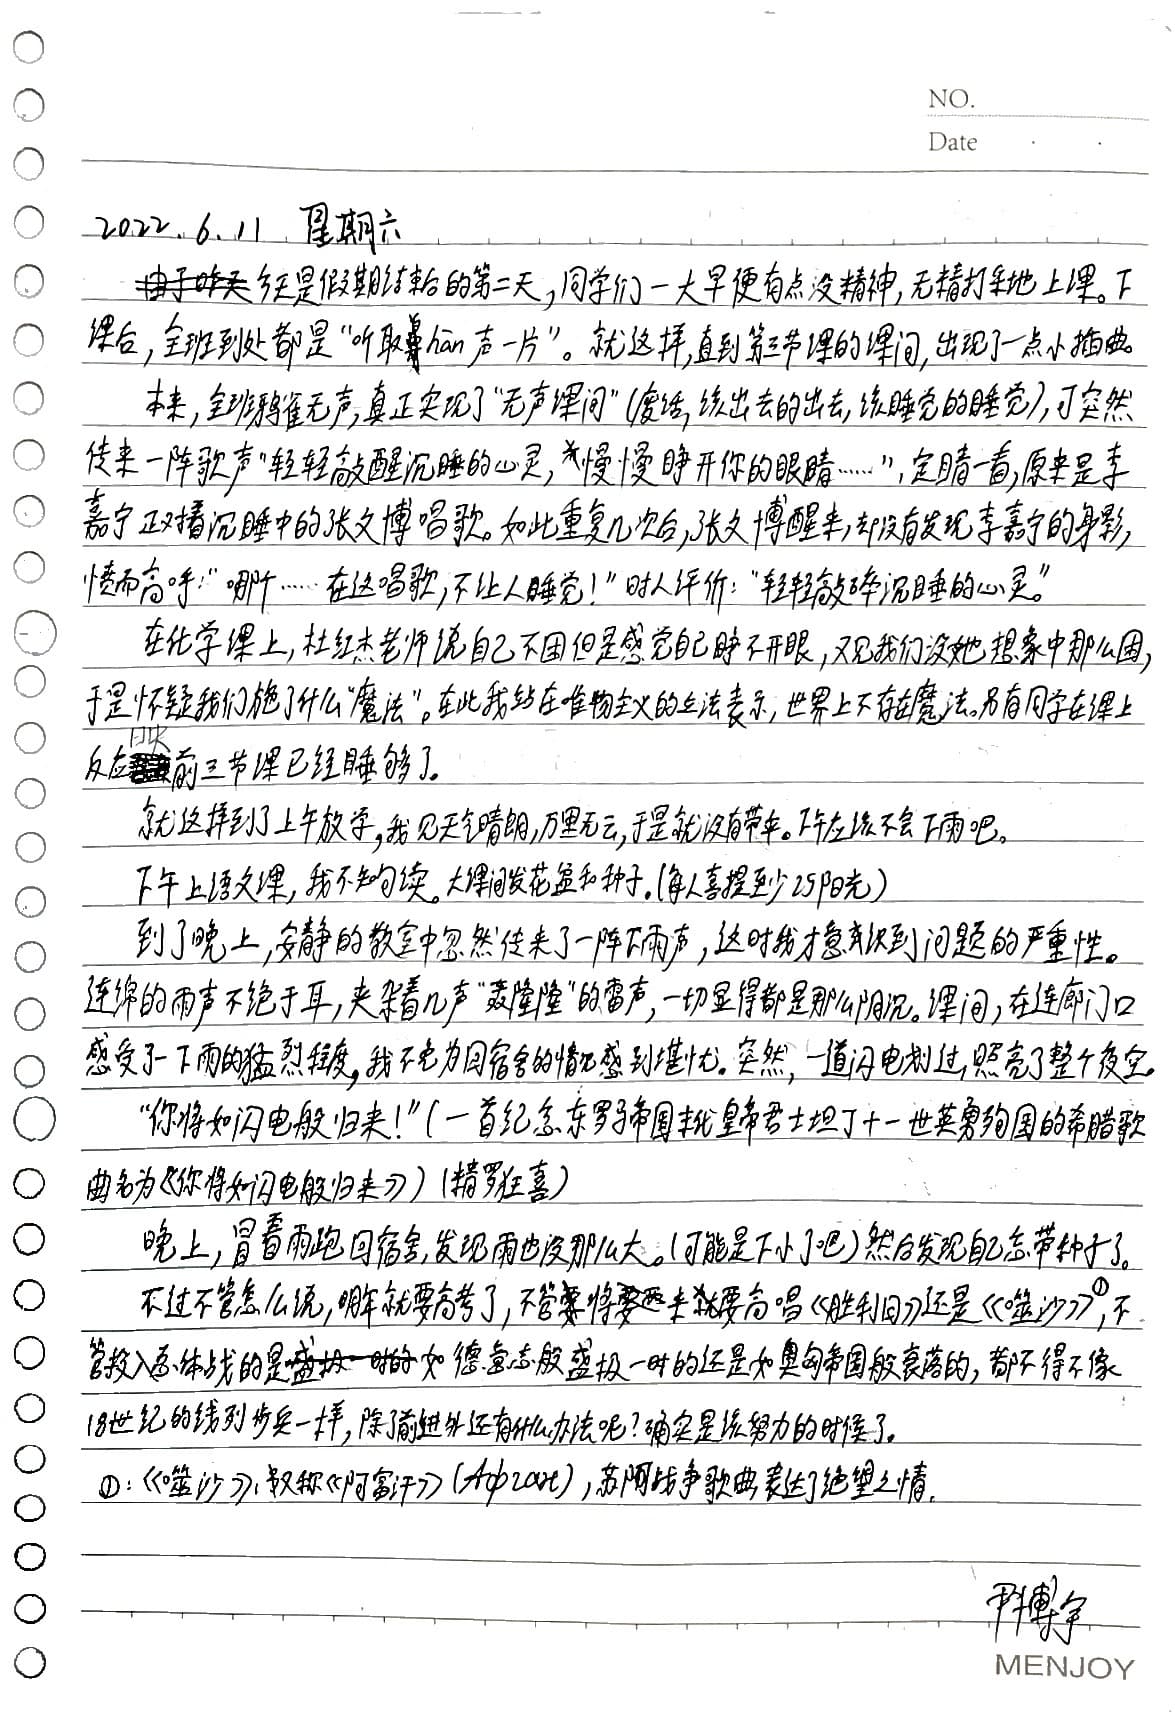 NO.
Date
2022.6.11 星期六
今天是假期结束后的第二天,同学们一大早便有点没精神,无精打采地上课。下
课后,全班到处都是“听取鼻hān声一片”。就这样,直到第三节课的课间,出现了一点小插曲。
本来,全班鸦雀无声,真正实现了“无声课间”(废话,该出去的出去,该睡觉的睡觉),可突然
传来一阵歌声“轻轻敲醒沉睡的心灵,慢慢睁开你的眼睛……”,定睛一看,原来是李
嘉宁正对着沉睡中的张文博唱歌。如此重复几次后,张文博醒来,却没有发现李嘉宁的身影,
愤而高呼:“哪个……在这唱歌,不让人睡觉!”时人评价:“轻轻敲碎沉睡的心灵。”
在化学课上,杜红杰老师说自己不困但是感觉自己睁不开眼,又见我们没她想象中那么困,
于是怀疑我们施了什么“魔法”。在此我站在唯物主义的立法表示,世界上不存在魔法。另有同学在课上
反应映前三节课已经睡够了。
就这样到了上午放学,我见天气晴朗,万里无云,于是就没有带伞。下午应该不会下雨吧。
下午上语文课,我不知句读。大课间发花盆和种子。(每人喜提至少25阳光)
到了晚上,安静的教室中忽然传来了一阵下雨声,这时我才意识到问题的严重性。
连绵的雨声不绝于耳,夹杂着几声“轰隆隆”的雷声,一切显得都是那么阴沉。课间,在连廊门口
感受了一下雨的猛烈程度,我不免为回宿舍的情况感到堪忧。突然,一道闪电划过,照亮了整个夜空。
“你将如闪电般归来!”(一首纪念东罗马帝国末代皇帝君士坦丁十一世英勇殉国的希腊歌
曲名为《你将如闪电般归来》)(精罗狂喜)
晚上,冒着雨跑回宿舍,发现雨也没那么大。(可能是下小了吧)然后发现自己忘带种子了。
不过不管怎么说,明年就要高考了,不管将来要高唱《胜利日》还是《噬沙》①,不
管投入总体战的是如德意志般盛极一时的还是如奥匈帝国般衰落的,都不得不像
18世纪的线列步兵一样,除了前进外还有什么办法呢?确实是该努力的时候了。
①:《噬沙》,又称《阿富汗》(Афган),苏阿战争歌曲,表达了绝望之情。
尹博宇
MENJOY